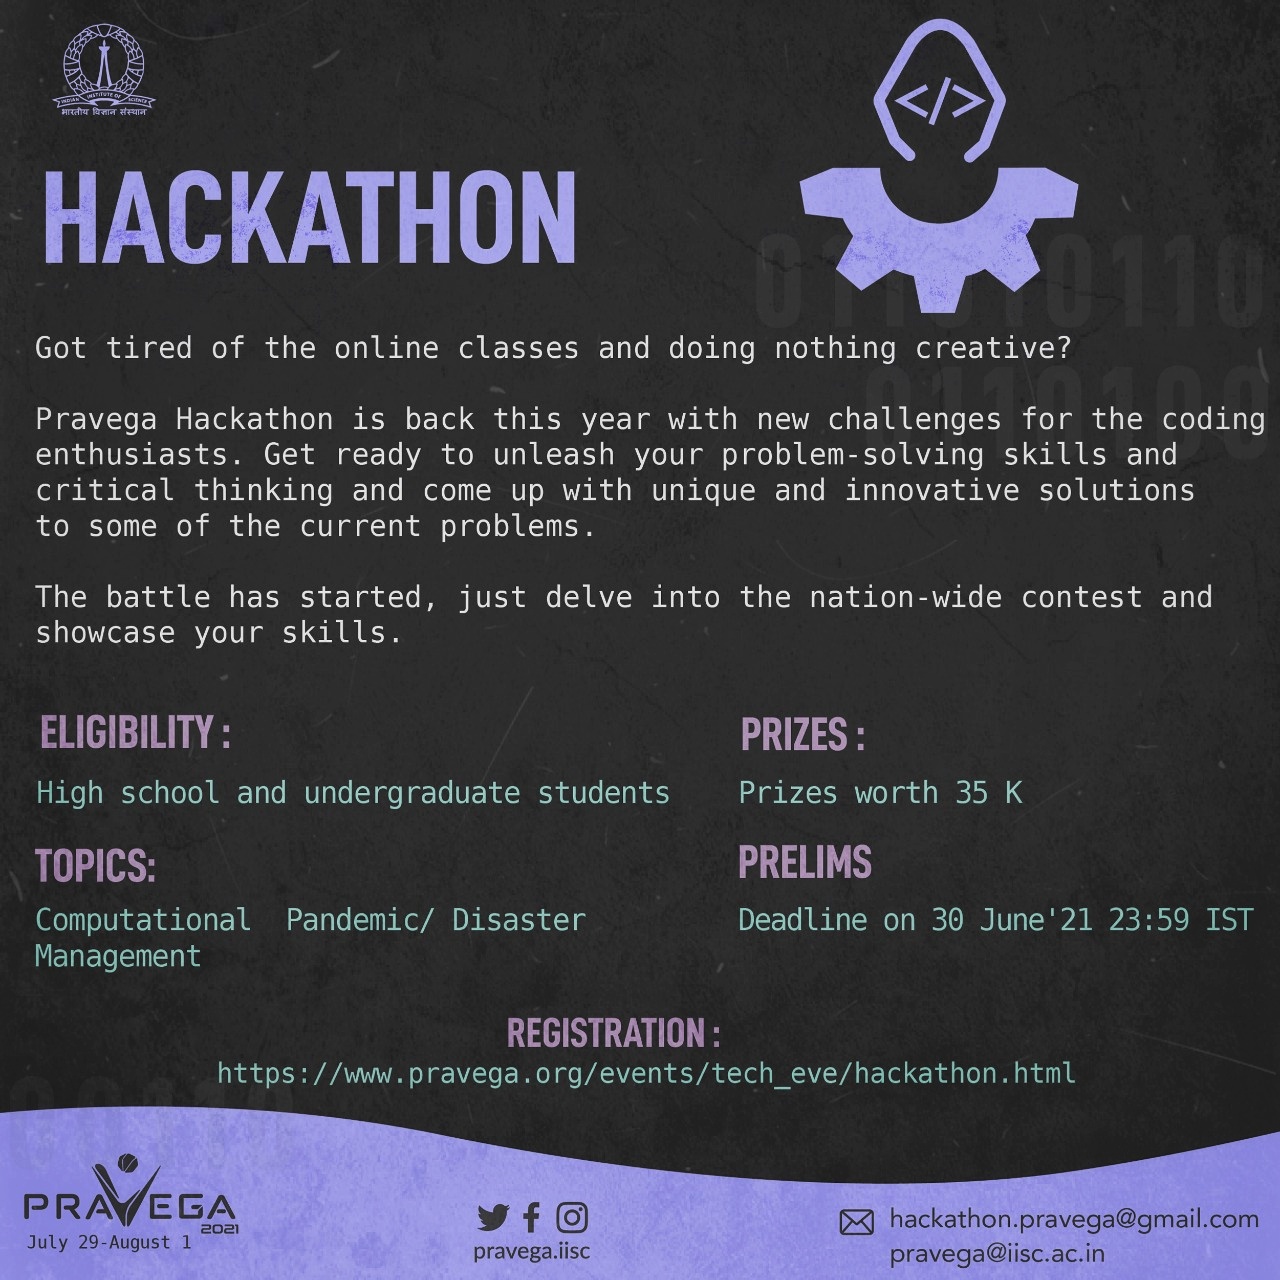 INDIAN INSTITUTE OF SCIENCE
भारतीय विज्ञान संस्थान
</>
HACKATHON
Got tired of the online classes and doing nothing creative?
Pravega Hackathon is back this year with new challenges for the coding
enthusiasts. Get ready to unleash your problem-solving skills and
critical thinking and come up with unique and innovative solutions
to some of the current problems.
The battle has started, just delve into the nation-wide contest and
showcase your skills.
ELIGIBILITY :
High school and undergraduate students
PRIZES :
Prizes worth 35 K
TOPICS:
Computational  Pandemic/ Disaster
Management
PRELIMS
Deadline on 30 June'21 23:59 IST
REGISTRATION :
https://www.pravega.org/events/tech_eve/hackathon.html
PRAVEGA
2021
July 29-August 1
pravega.iisc
hackathon.pravega@gmail.com
pravega@iisc.ac.in